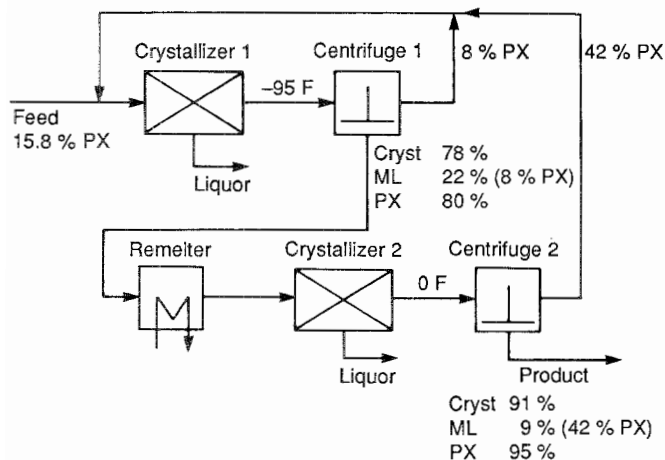 Crystallizer 1
Centrifuge 1
8 % PX
42 % PX
–95 F
Feed
15.8 % PX
Liquor
Cryst 78 %
ML 22 % (8 % PX)
PX 80 %
Remelter
Crystallizer 2
Centrifuge 2
0 F
Liquor
Product
Cryst 91 %
ML 9 % (42 % PX)
PX 95 %